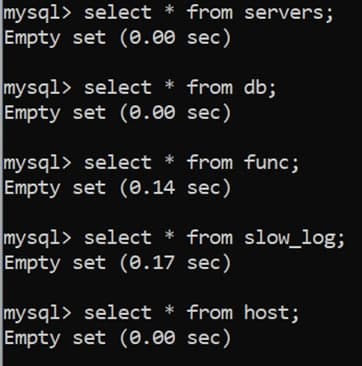 mysql> select * from servers;
Empty set (0.00 sec)
mysql> select * from db;
Empty set (0.00 sec)
mysql> select * from func;
Empty set (0.14 sec)
mysql> select * from slow_log;
Empty set (0.17 sec)
mysql> select * from host;
Empty set (0.00 sec)